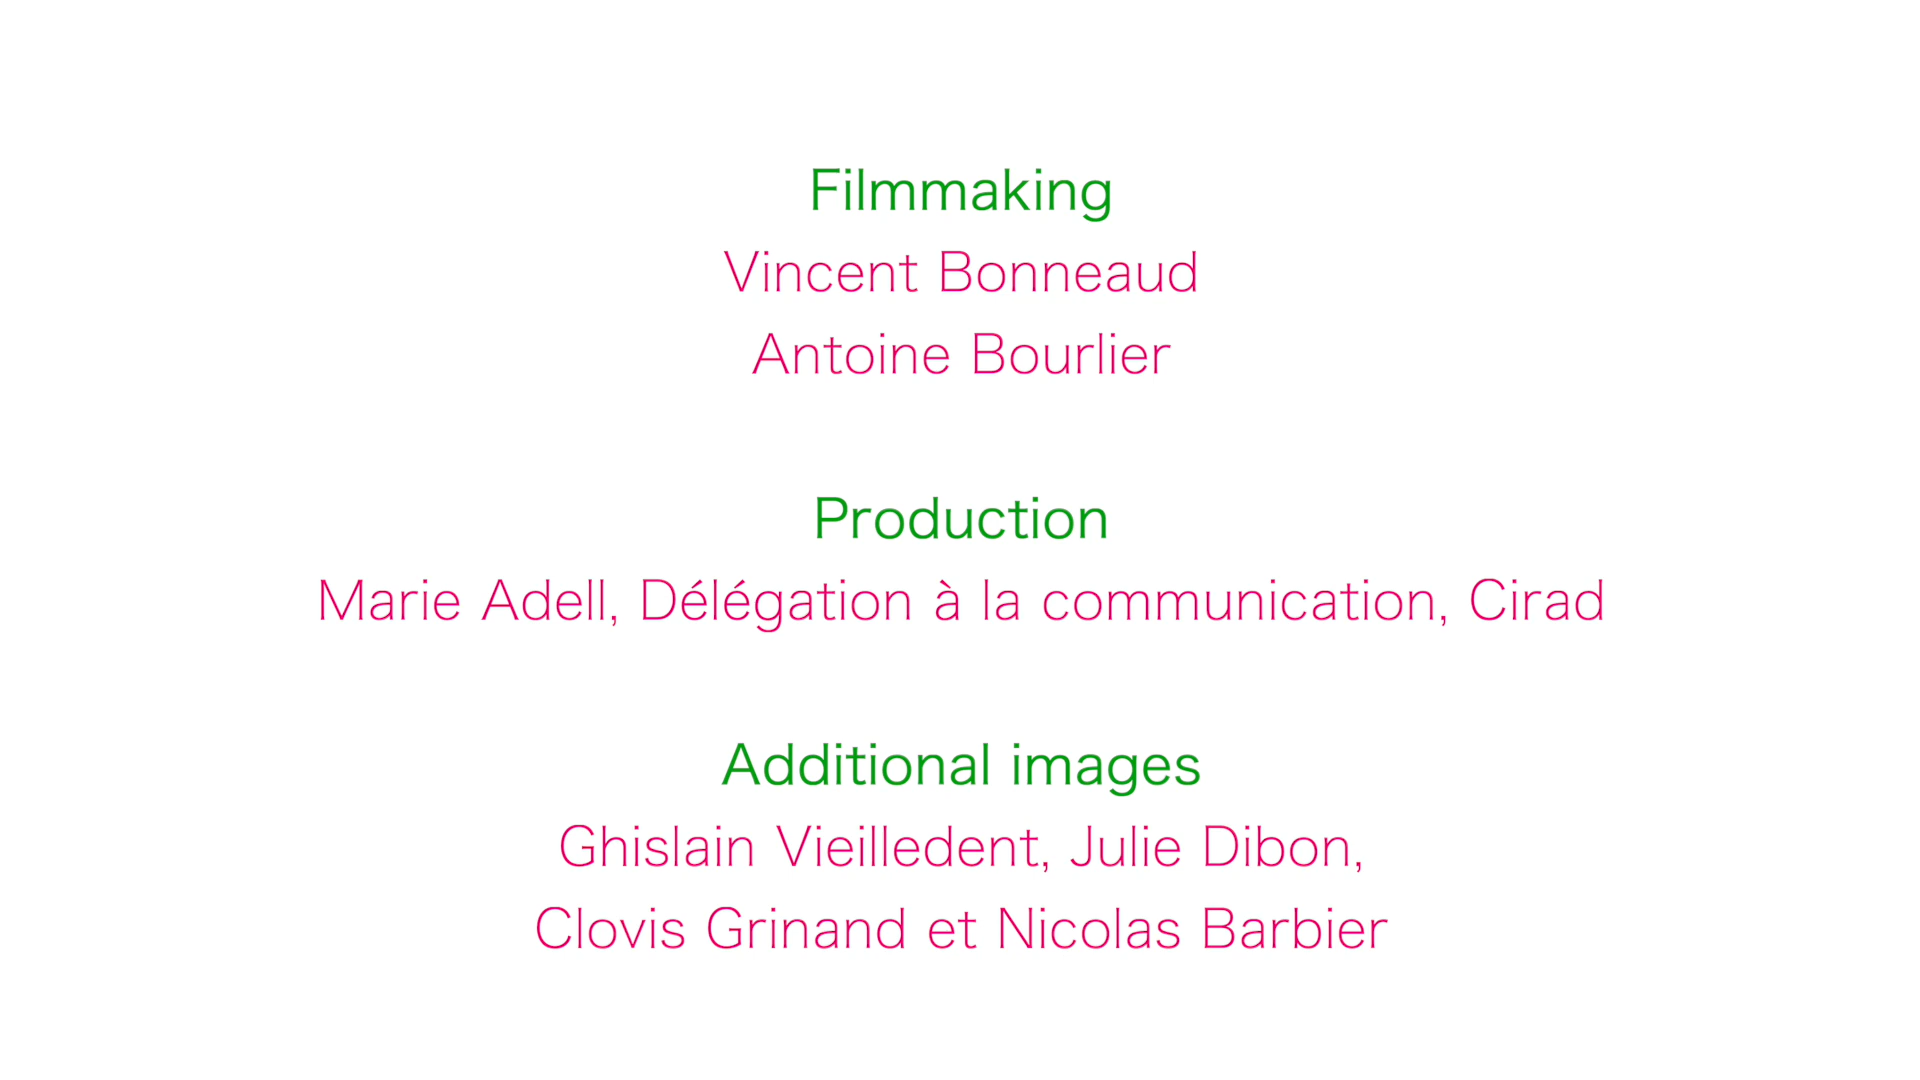 Filmmaking
Vincent Bonneaud
Antoine Bourlier
Production
Marie Adell, Délégation à la communication, Cirad
Additional images
Ghislain Vieilledent, Julie Dibon,
Clovis Grinand et Nicolas Barbier